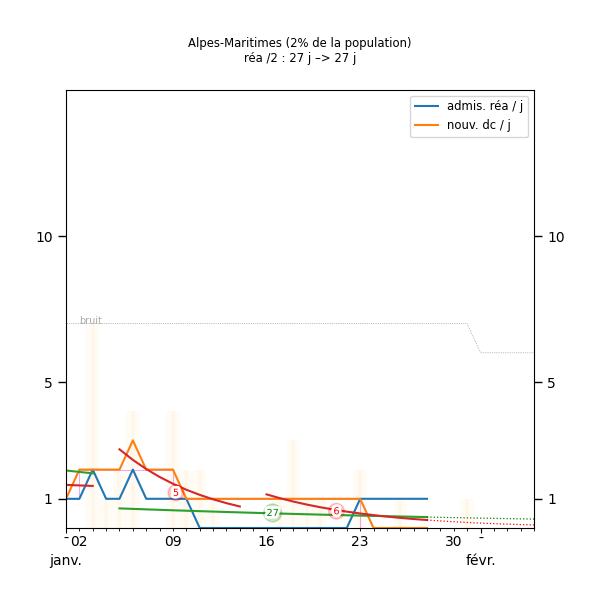 Alpes-Maritimes (2% de la population)
réa /2 : 27 j –> 27 j
admis. réa / j
nouv. dc / j
10
10
bruit
5
5
5
27
6
1
1
02
09
16
23
30
-
janv.
févr.